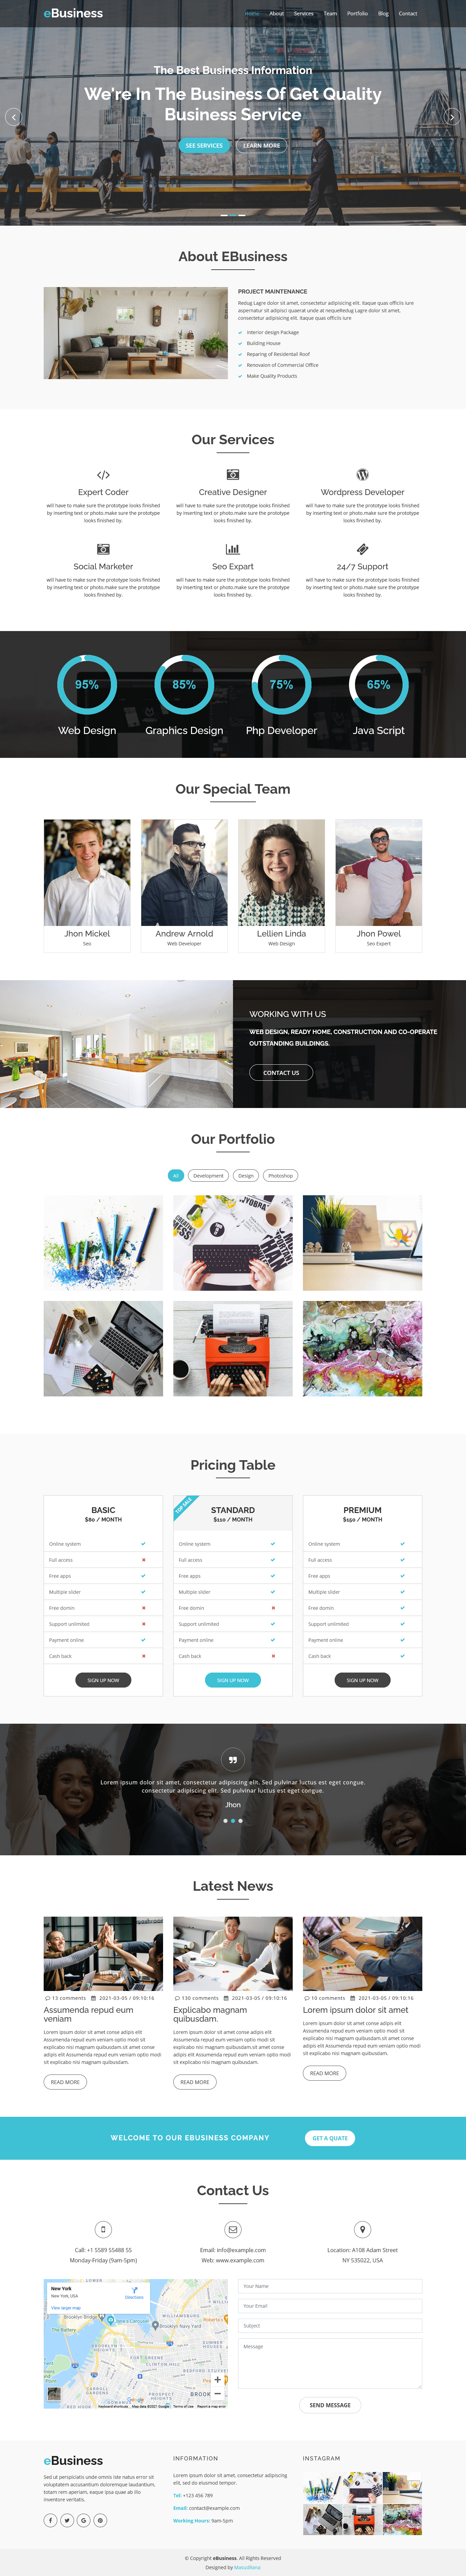 eBusiness
Home About Services Team Portfolio Blog Contact
The Best Business Information
We're In The Business Of Get Quality
Business Service
SEE SERVICES LEARN MORE
About EBusiness
PROJECT MAINTENANCE
Redug Lagre dolor sit amet, consectetur adipisicing elit. Itaque quas officiis iure
aspernatur sit adipisci quaerat unde at nequeRedug Lagre dolor sit amet,
consectetur adipisicing elit. Itaque quas officiis iure
Interior design Package
Building House
Reparing of Residentail Roof
Renovaion of Commercial Office
Make Quality Products
Our Services
Expert Coder
will have to make sure the prototype looks finished
by inserting text or photo.make sure the prototype
looks finished by.
Creative Designer
will have to make sure the prototype looks finished
by inserting text or photo.make sure the prototype
looks finished by.
Wordpress Developer
will have to make sure the prototype looks finished
by inserting text or photo.make sure the prototype
looks finished by.
Social Marketer
will have to make sure the prototype looks finished
by inserting text or photo.make sure the prototype
looks finished by.
Seo Expart
will have to make sure the prototype looks finished
by inserting text or photo.make sure the prototype
looks finished by.
24/7 Support
will have to make sure the prototype looks finished
by inserting text or photo.make sure the prototype
looks finished by.
95% 85% 75% 65%
Web Design Graphics Design Php Developer Java Script
Our Special Team
Jhon Mickel
Seo
Andrew Arnold
Web Developer
Lellien Linda
Web Design
Jhon Powel
Seo Expert
WORKING WITH US
WEB DESIGN, READY HOME, CONSTRUCTION AND CO-OPERATE
OUTSTANDING BUILDINGS.
CONTACT US
Our Portfolio
All Development Design Photoshop
Pricing Table
BASIC
$80 / MONTH
Online system
Full access
Free apps
Multiple slider
Free domin
Support unlimited
Payment online
Cash back
SIGN UP NOW
TOP SALE
STANDARD
$110 / MONTH
Online system
Full access
Free apps
Multiple slider
Free domin
Support unlimited
Payment online
Cash back
SIGN UP NOW
PREMIUM
$150 / MONTH
Online system
Full access
Free apps
Multiple slider
Free domin
Support unlimited
Payment online
Cash back
SIGN UP NOW
Lorem ipsum dolor sit amet, consectetur adipiscing elit. Sed pulvinar luctus est eget congue.
consectetur adipiscing elit. Sed pulvinar luctus est eget congue.
Jhon
Latest News
13 comments 2021-03-05 / 09:10:16
Assumenda repud eum
veniam
Lorem ipsum dolor sit amet conse adipis elit
Assumenda repud eum veniam optio modi sit
explicabo nisi magnam quibusdam.sit amet conse
adipis elit Assumenda repud eum veniam optio modi
sit explicabo nisi magnam quibusdam.
READ MORE
130 comments 2021-03-05 / 09:10:16
Explicabo magnam
quibusdam.
Lorem ipsum dolor sit amet conse adipis elit
Assumenda repud eum veniam optio modi sit
explicabo nisi magnam quibusdam.sit amet conse
adipis elit Assumenda repud eum veniam optio modi
sit explicabo nisi magnam quibusdam.
READ MORE
10 comments 2021-03-05 / 09:10:16
Lorem ipsum dolor sit amet
Lorem ipsum dolor sit amet conse adipis elit
Assumenda repud eum veniam optio modi sit
explicabo nisi magnam quibusdam.sit amet conse
adipis elit Assumenda repud eum veniam optio modi
sit explicabo nisi magnam quibusdam.
READ MORE
WELCOME TO OUR EBUSINESS COMPANY GET A QUATE
Contact Us
Call: +1 5589 55488 55
Monday-Friday (9am-5pm)
Email: info@example.com
Web: www.example.com
Location: A108 Adam Street
NY 535022, USA
New York
New York, USA
Directions
View larger map
WILLIAMSBURG
Brooklyn Bridge
The Battery
Jane's Carousel
Brooklyn Navy Yard
Google
Your Name
Your Email
Subject
Message
SEND MESSAGE
eBusiness
Sed ut perspiciatis unde omnis iste natus error sit
voluptatem accusantium doloremque laudantium,
totam rem aperiam, eaque ipsa quae ab illo
inventore veritatis.
INFORMATION
Lorem ipsum dolor sit amet, consectetur adipiscing
elit, sed do eiusmod tempor.
Tel: +123 456 789
Email: contact@example.com
Working Hours: 9am-5pm
INSTAGRAM
© Copyright eBusiness. All Rights Reserved
Designed by